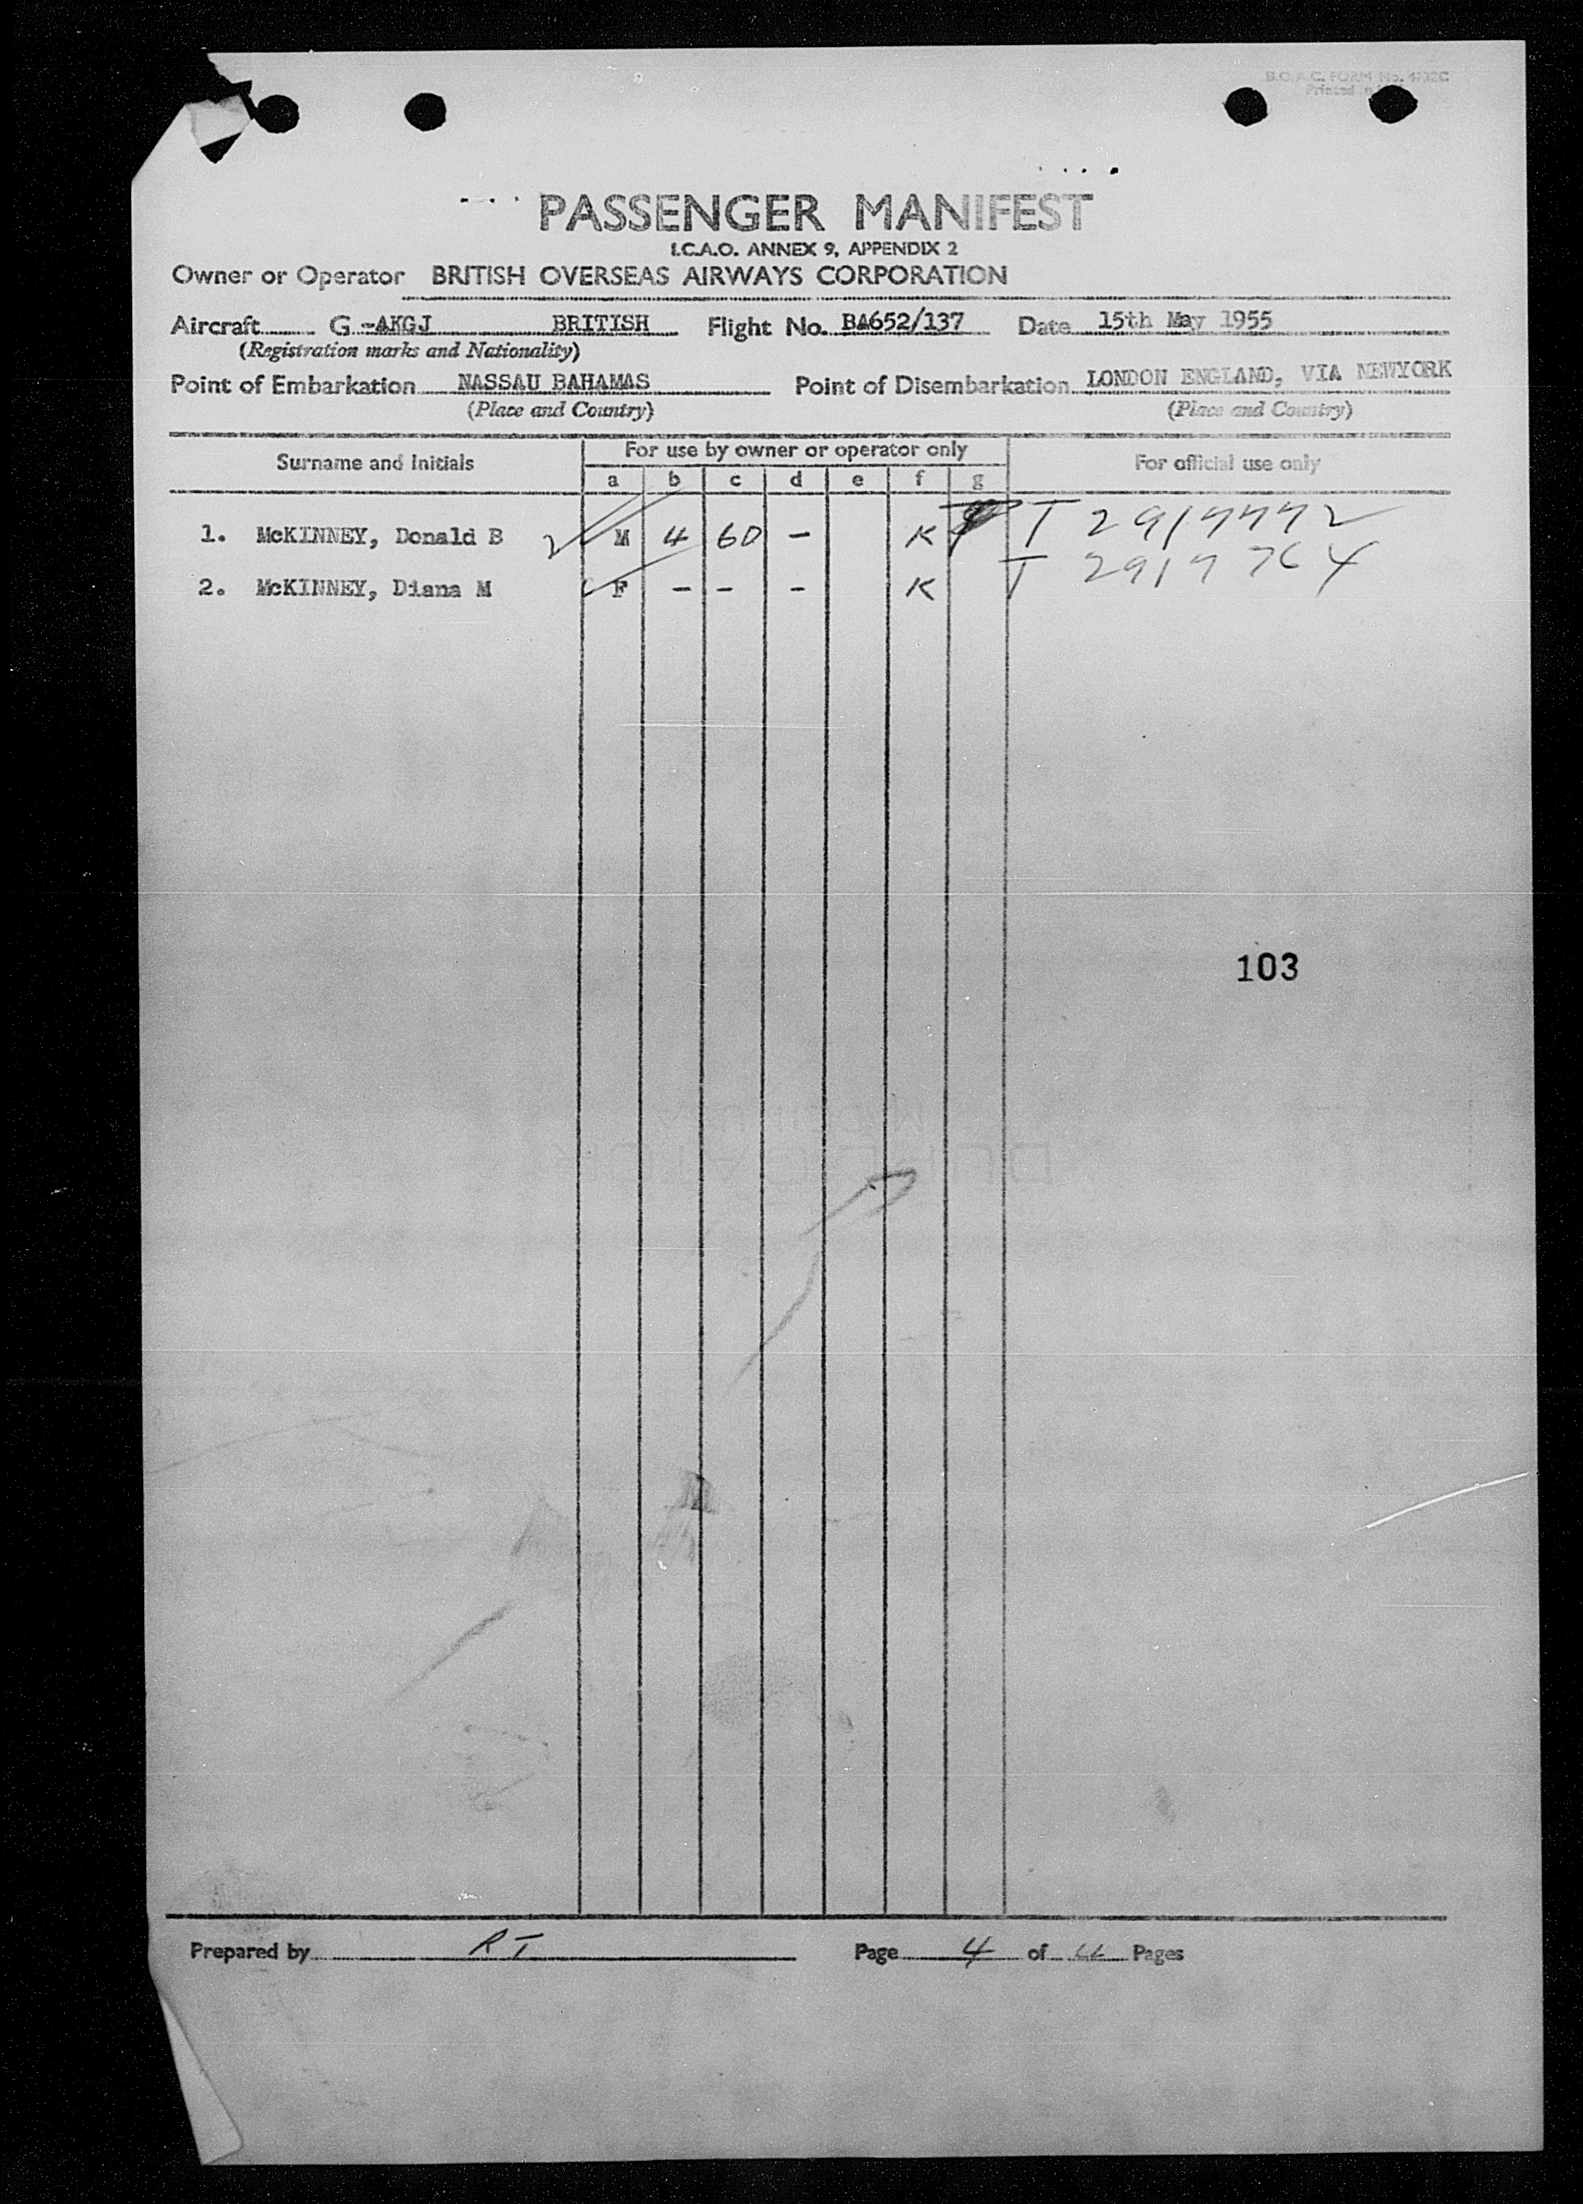 B.O.A.C. FORM No.
Printed in
PASSENGER MANIFEST
I.C.A.O. ANNEX 9, APPENDIX 2
Owner or Operator BRITISH OVERSEAS AIRWAYS CORPORATION
Aircraft G-AKGJ BRITISH Flight No. BA652/137 Date 15th May 1955
(Registration marks and Nationality)
Point of Embarkation NASSAU BAHAMAS Point of Disembarkation LONDON ENGLAND, VIA NEWYORK
(Place and Country) (Place and Country)
Surname and Initials For use by owner or operator only For official use only
a b c d e f g
1. McKINNEY, Donald B M 4 60 - K T 2919772
2. McKINNEY, Diana M F - - - K T 2919764
103
Prepared by RT Page 4 of Pages